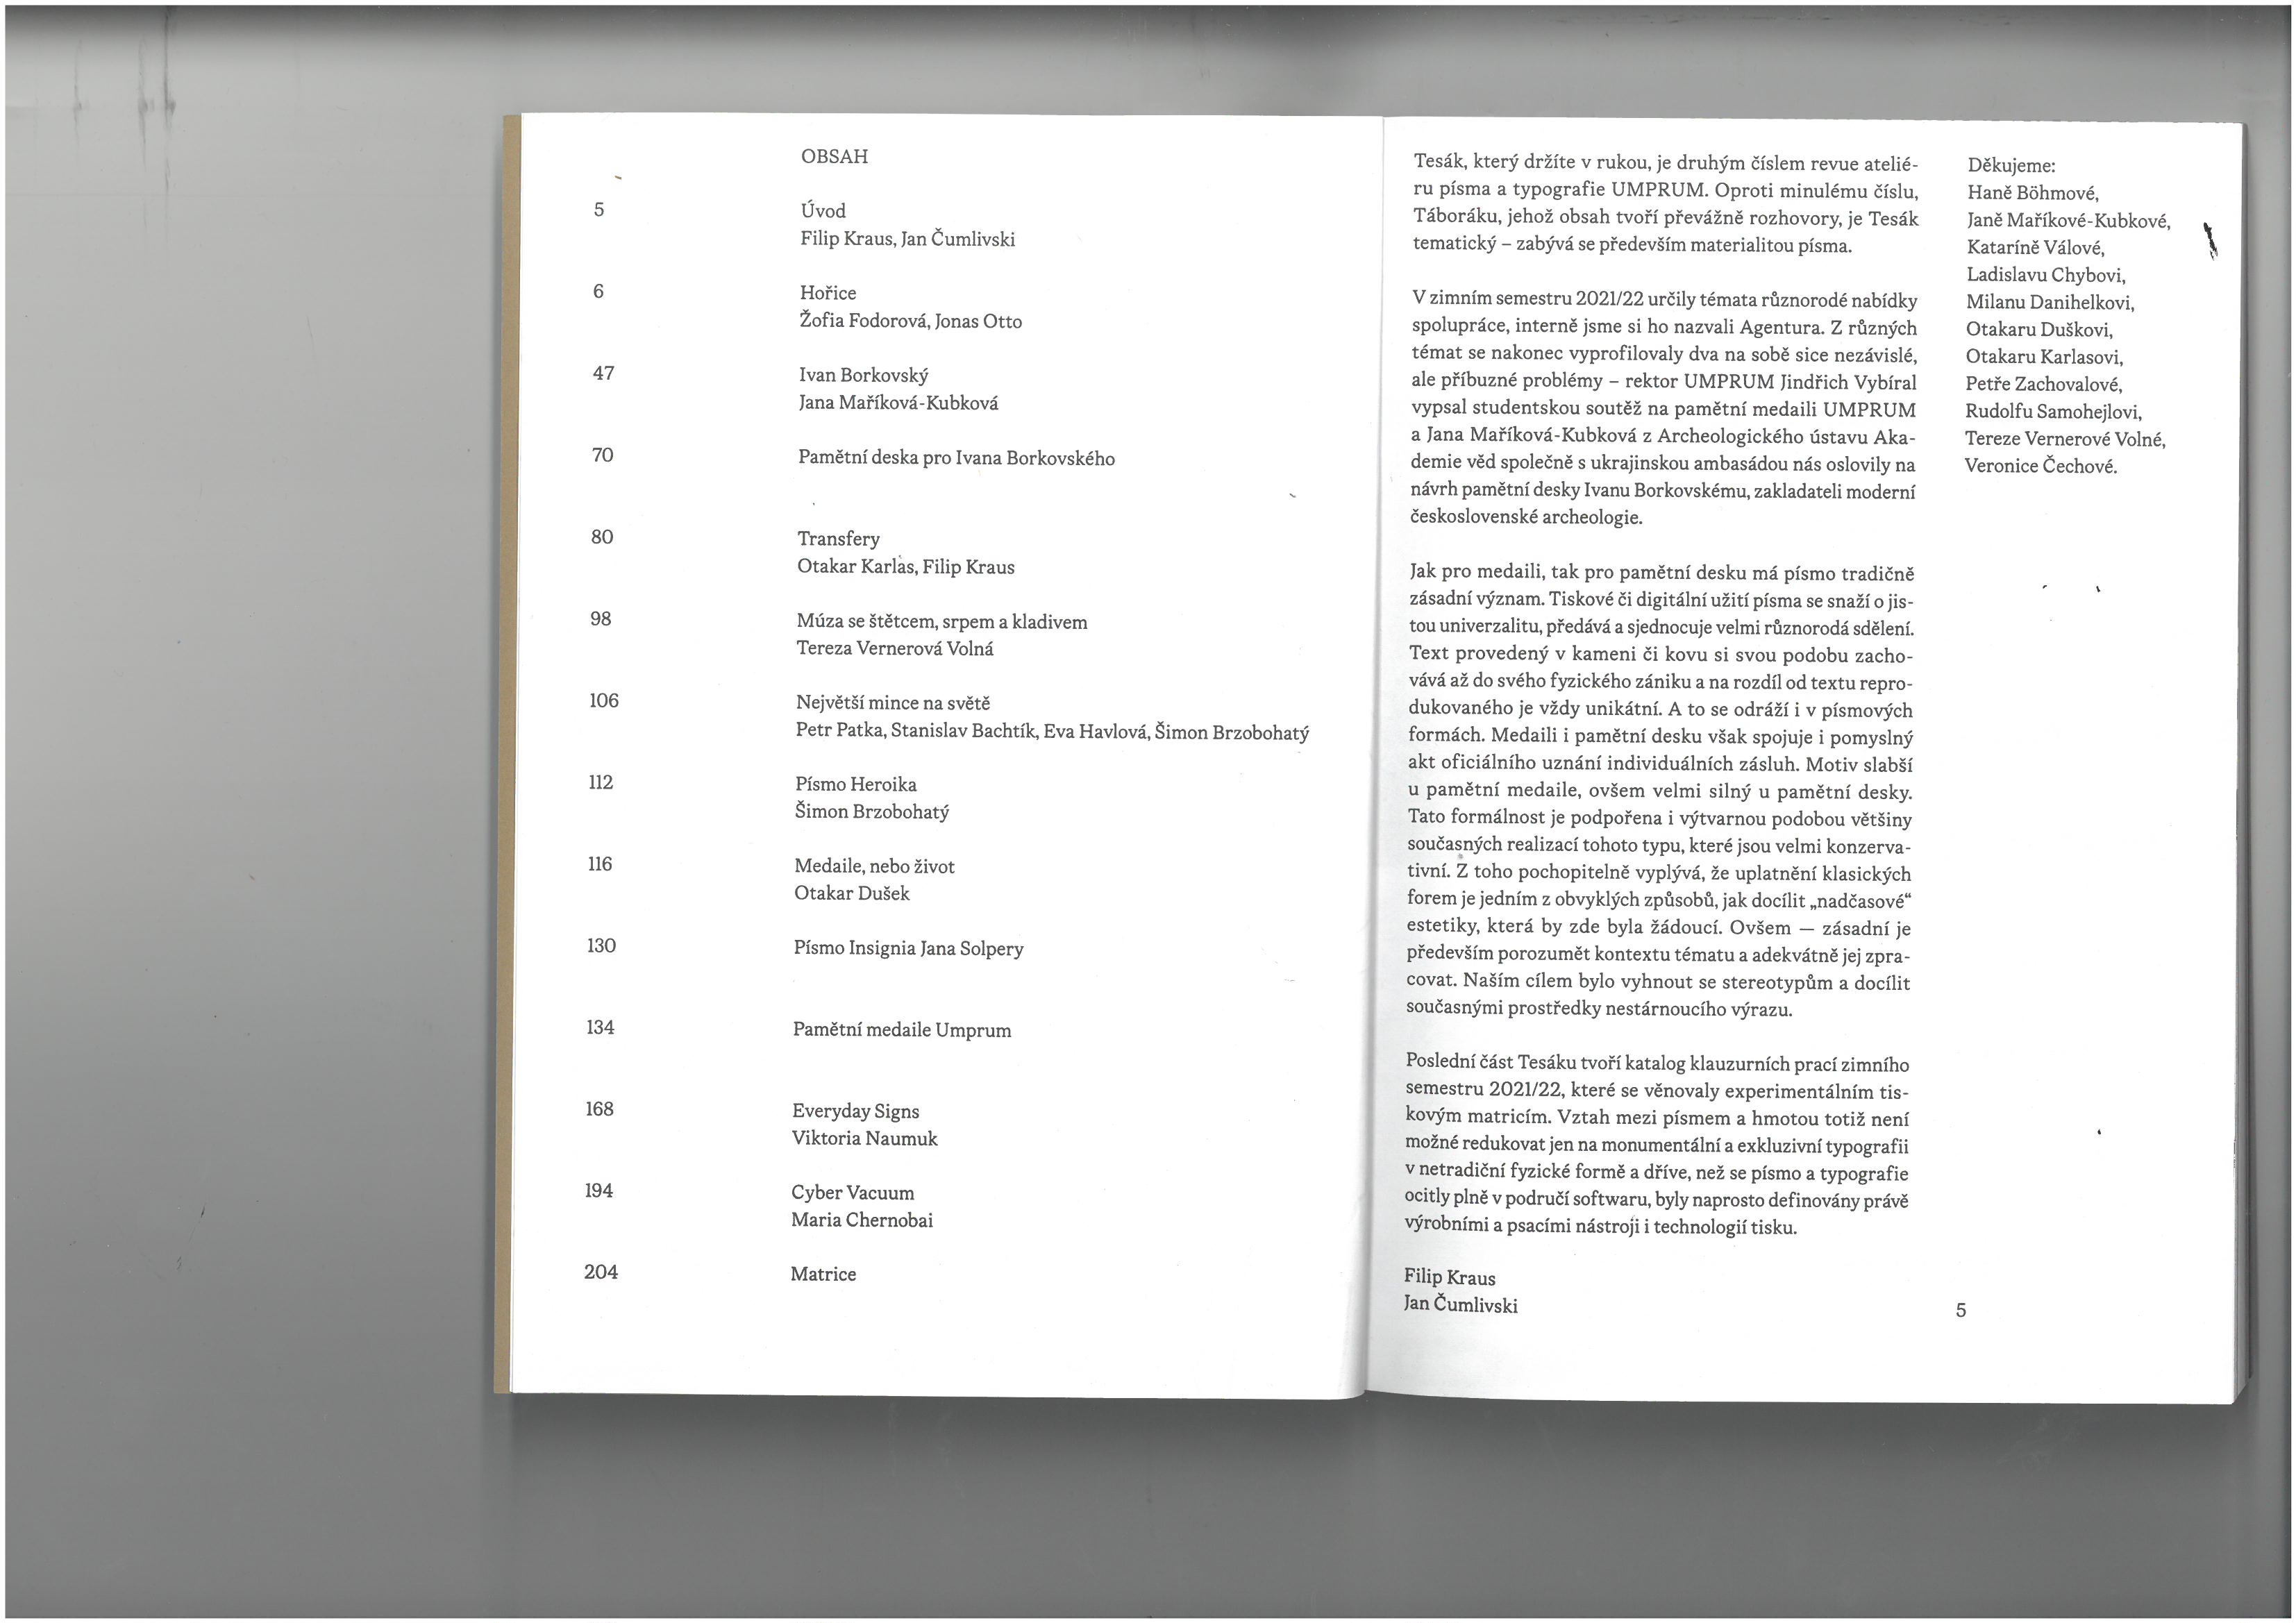 OBSAH
5 Úvod
Filip Kraus, Jan Čumlivski
6 Hořice
Žofia Fodorová, Jonas Otto
47 Ivan Borkovský
Jana Maříková-Kubková
70 Pamětní deska pro Ivana Borkovského
80 Transfery
Otakar Karlas, Filip Kraus
98 Múza se štětcem, srpem a kladivem
Tereza Vernerová Volná
106 Největší mince na světě
Petr Patka, Stanislav Bachtík, Eva Havlová, Šimon Brzobohatý
112 Písmo Heroika
Šimon Brzobohatý
116 Medaile, nebo život
Otakar Dušek
130 Písmo Insignia Jana Solpery
134 Pamětní medaile Umprum
168 Everyday Signs
Viktoria Naumuk
194 Cyber Vacuum
Maria Chernobai
204 Matrice
Tesák, který držíte v rukou, je druhým číslem revue atelié-
ru písma a typografie UMPRUM. Oproti minulému číslu,
Táboráku, jehož obsah tvoří převážně rozhovory, je Tesák
tematický – zabývá se především materialitou písma.
V zimním semestru 2021/22 určily témata různorodé nabídky
spolupráce, interně jsme si ho nazvali Agentura. Z různých
témat se nakonec vyprofilovaly dva na sobě sice nezávislé,
ale příbuzné problémy – rektor UMPRUM Jindřich Vybíral
vypsal studentskou soutěž na pamětní medaili UMPRUM
a Jana Maříková-Kubková z Archeologického ústavu Aka-
demie věd společně s ukrajinskou ambasádou nás oslovily na
návrh pamětní desky Ivanu Borkovskému, zakladateli moderní
československé archeologie.
Jak pro medaili, tak pro pamětní desku má písmo tradičně
zásadní význam. Tiskové či digitální užití písma se snaží o jis-
tou univerzalitu, předává a sjednocuje velmi různorodá sdělení.
Text provedený v kameni či kovu si svou podobu zacho-
vává až do svého fyzického zániku a na rozdíl od textu repro-
dukovaného je vždy unikátní. A to se odráží i v písmových
formách. Medaili i pamětní desku však spojuje i pomyslný
akt oficiálního uznání individuálních zásluh. Motiv slabší
u pamětní medaile, ovšem velmi silný u pamětní desky.
Tato formálnost je podpořena i výtvarnou podobou většiny
současných realizací tohoto typu, které jsou velmi konzerva-
tivní. Z toho pochopitelně vyplývá, že uplatnění klasických
forem je jedním z obvyklých způsobů, jak docílit „nadčasové“
estetiky, která by zde byla žádoucí. Ovšem — zásadní je
především porozumět kontextu tématu a adekvátně jej zpra-
covat. Naším cílem bylo vyhnout se stereotypům a docílit
současnými prostředky nestárnoucího výrazu.
Poslední část Tesáku tvoří katalog klauzurních prací zimního
semestru 2021/22, které se věnovaly experimentálním tis-
kovým matricím. Vztah mezi písmem a hmotou totiž není
možné redukovat jen na monumentální a exkluzivní typografii
v netradiční fyzické formě a dříve, než se písmo a typografie
ocitly plně v područí softwaru, byly naprosto definovány právě
výrobními a psacími nástroji i technologií tisku.
Filip Kraus
Jan Čumlivski
Děkujeme:
Haně Böhmové,
Janě Maříkové-Kubkové,
Kataríně Válové,
Ladislavu Chybovi,
Milanu Danihelkovi,
Otakaru Duškovi,
Otakaru Karlasovi,
Petře Zachovalové,
Rudolfu Samohejlovi,
Tereze Vernerové Volné,
Veronice Čechové.
5